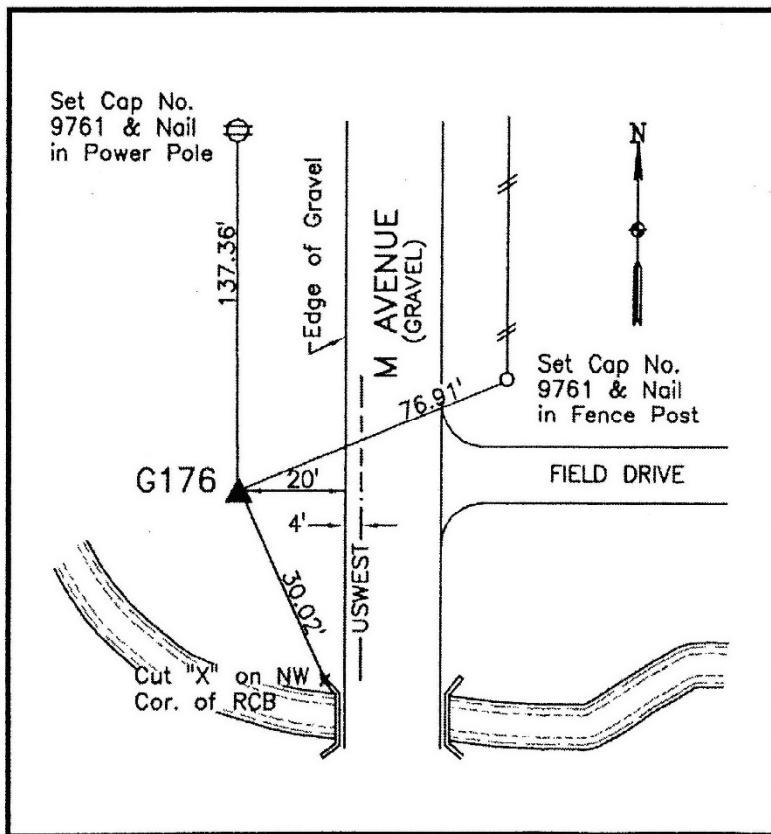 Set Cap No.
9761 & Nail
in Power Pole
137.36'
Edge of Gravel
M AVENUE
(GRAVEL)
N
Set Cap No.
9761 & Nail
in Fence Post
76.91'
G176
20'
FIELD DRIVE
4'
USWEST
30.02'
Cut "X" on NW
Cor. of RCB